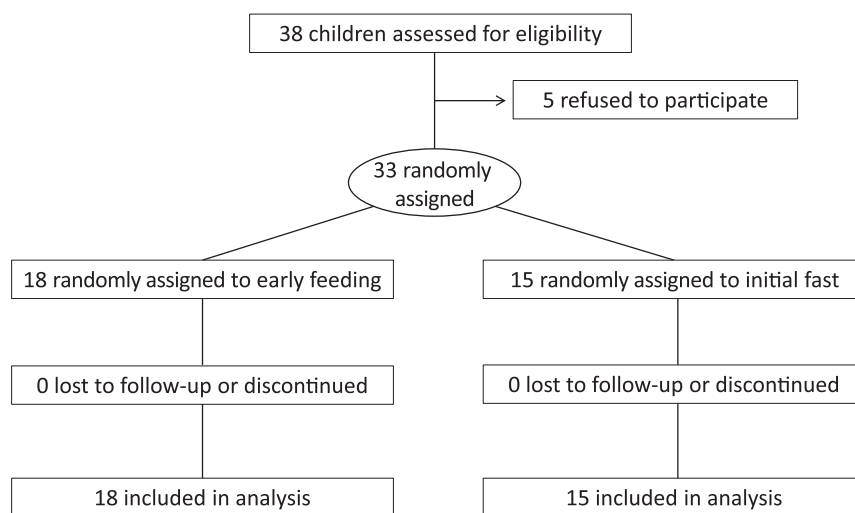 38 children assessed for eligibility
5 refused to participate
33 randomly
assigned
18 randomly assigned to early feeding
15 randomly assigned to initial fast
0 lost to follow-up or discontinued
0 lost to follow-up or discontinued
18 included in analysis
15 included in analysis